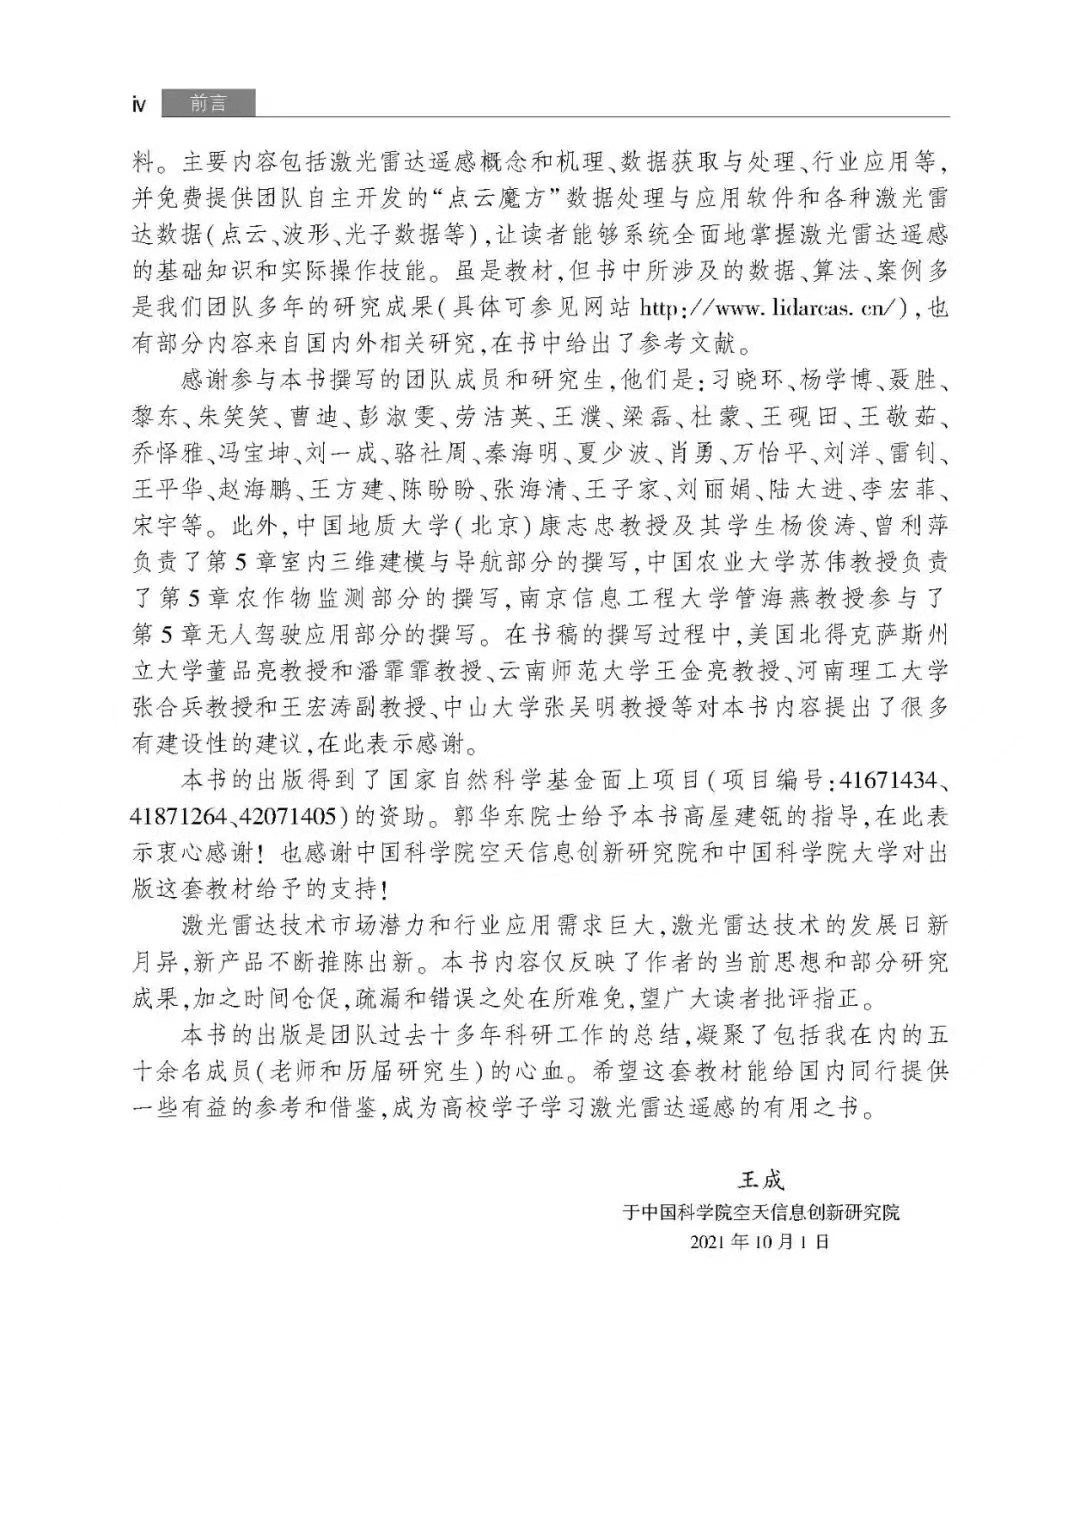 iv 前言
料。主要内容包括激光雷达遥感概念和机理、数据获取与处理、行业应用等,
并免费提供团队自主开发的“点云魔方”数据处理与应用软件和各种激光雷
达数据(点云、波形、光子数据等),让读者能够系统全面地掌握激光雷达遥感
的基础知识和实际操作技能。虽是教材,但书中所涉及的数据、算法、案例多
是我们团队多年的研究成果(具体可参见网站 http://www.lidarcas.cn/),也
有部分内容来自国内外相关研究,在书中给出了参考文献。
感谢参与本书撰写的团队成员和研究生,他们是:习晓环、杨学博、聂胜、
黎东、朱笑笑、曹迪、彭淑雯、劳洁英、王濮、梁磊、杜蒙、王砚田、王敬茹、
乔怿雅、冯宝坤、刘一成、骆社周、秦海明、夏少波、肖勇、万怡平、刘洋、雷钊、
王平华、赵海鹏、王方建、陈盼盼、张海清、王子家、刘丽娟、陆大进、李宏菲、
宋宇等。此外,中国地质大学(北京)康志忠教授及其学生杨俊涛、曾利萍
负责了第 5 章室内三维建模与导航部分的撰写,中国农业大学苏伟教授负责
了第 5 章农作物监测部分的撰写,南京信息工程大学管海燕教授参与了
第 5 章无人驾驶应用部分的撰写。在书稿的撰写过程中,美国北得克萨斯州
立大学董品亮教授和潘霏霏教授、云南师范大学王金亮教授、河南理工大学
张合兵教授和王宏涛副教授、中山大学张吴明教授等对本书内容提出了很多
有建设性的建议,在此表示感谢。
本书的出版得到了国家自然科学基金面上项目(项目编号:41671434、
41871264、42071405)的资助。郭华东院士给予本书高屋建瓴的指导,在此表
示衷心感谢!也感谢中国科学院空天信息创新研究院和中国科学院大学对出
版这套教材给予的支持!
激光雷达技术市场潜力和行业应用需求巨大,激光雷达技术的发展日新
月异,新产品不断推陈出新。本书内容仅反映了作者的当前思想和部分研究
成果,加之时间仓促,疏漏和错误之处在所难免,望广大读者批评指正。
本书的出版是团队过去十多年科研工作的总结,凝聚了包括我在内的五
十余名成员(老师和历届研究生)的心血。希望这套教材能给国内同行提供
一些有益的参考和借鉴,成为高校学子学习激光雷达遥感的有用之书。
王成
于中国科学院空天信息创新研究院
2021 年 10 月 1 日